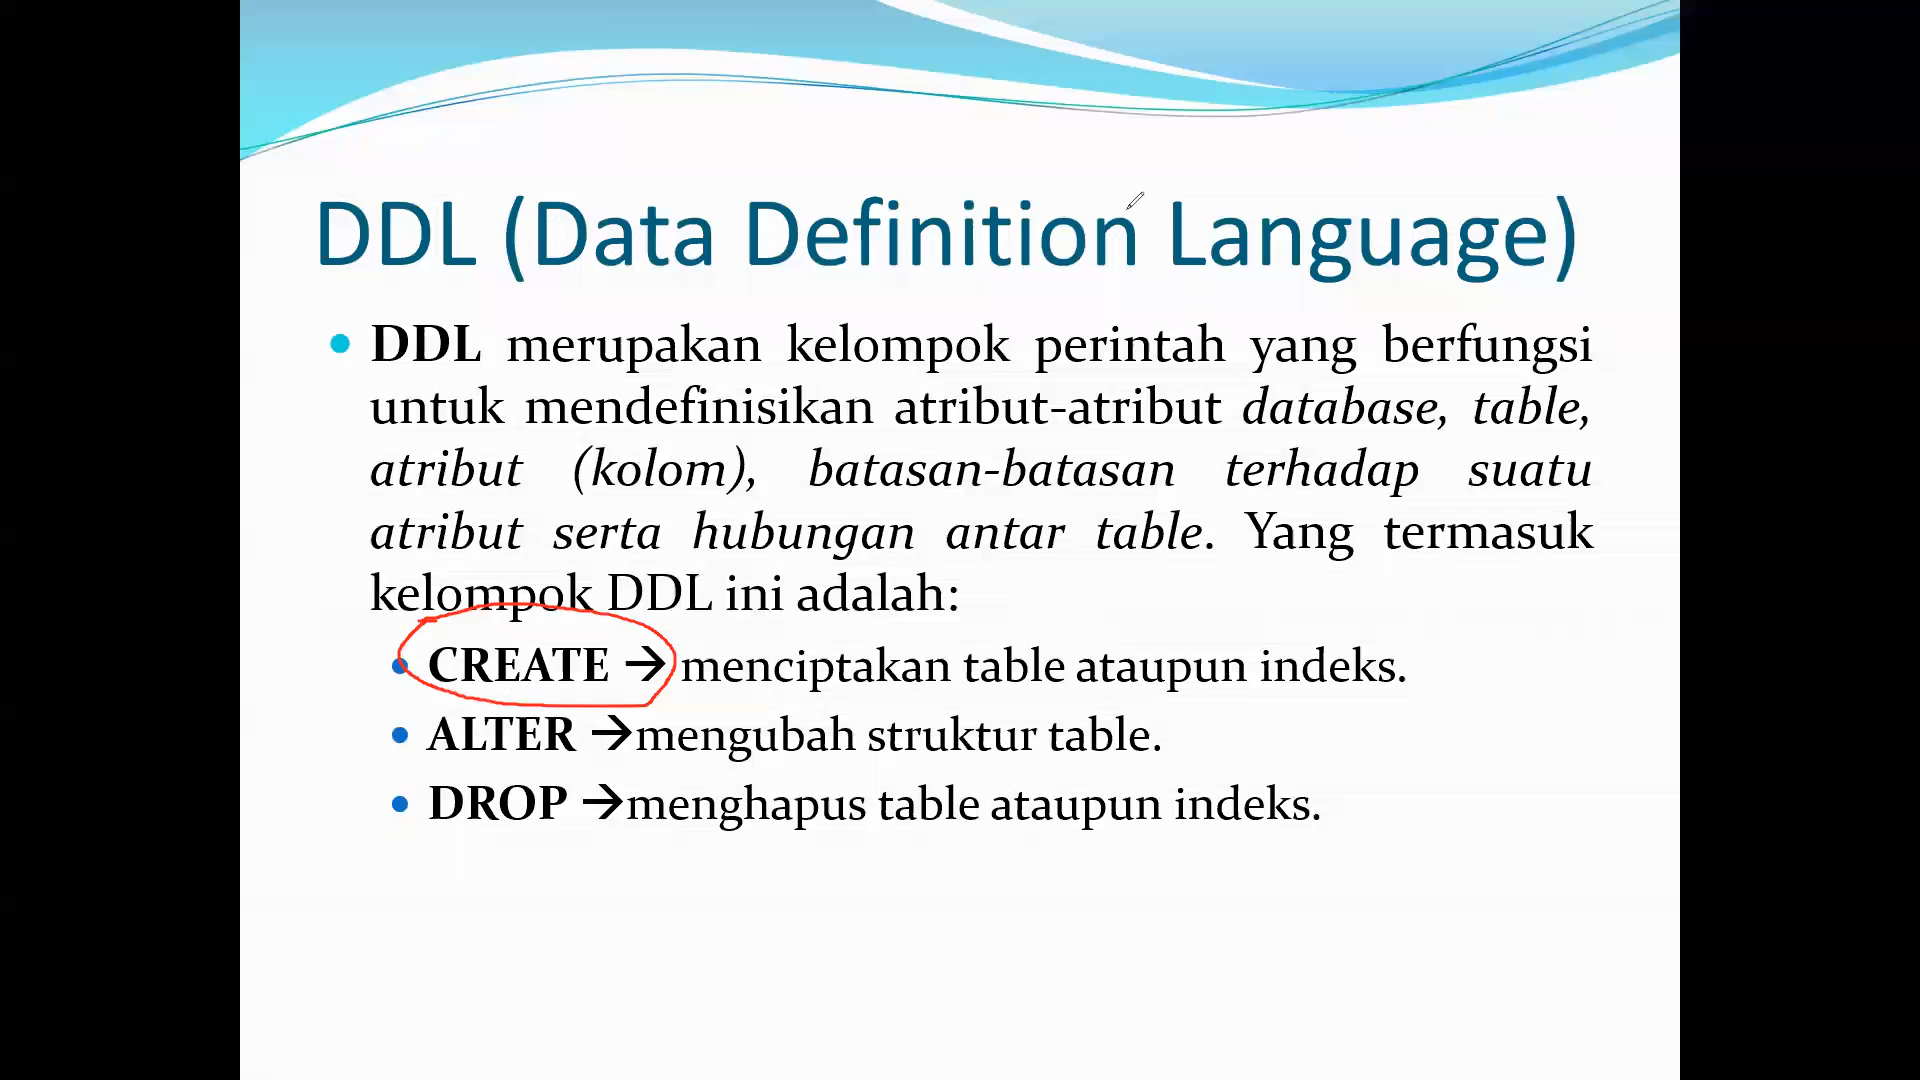 DDL (Data Definition Language)
• DDL merupakan kelompok perintah yang berfungsi
untuk mendefinisikan atribut-atribut database, table,
atribut (kolom), batasan-batasan terhadap suatu
atribut serta hubungan antar table. Yang termasuk
kelompok DDL ini adalah:
• CREATE → menciptakan table ataupun indeks.
• ALTER →mengubah struktur table.
• DROP →menghapus table ataupun indeks.